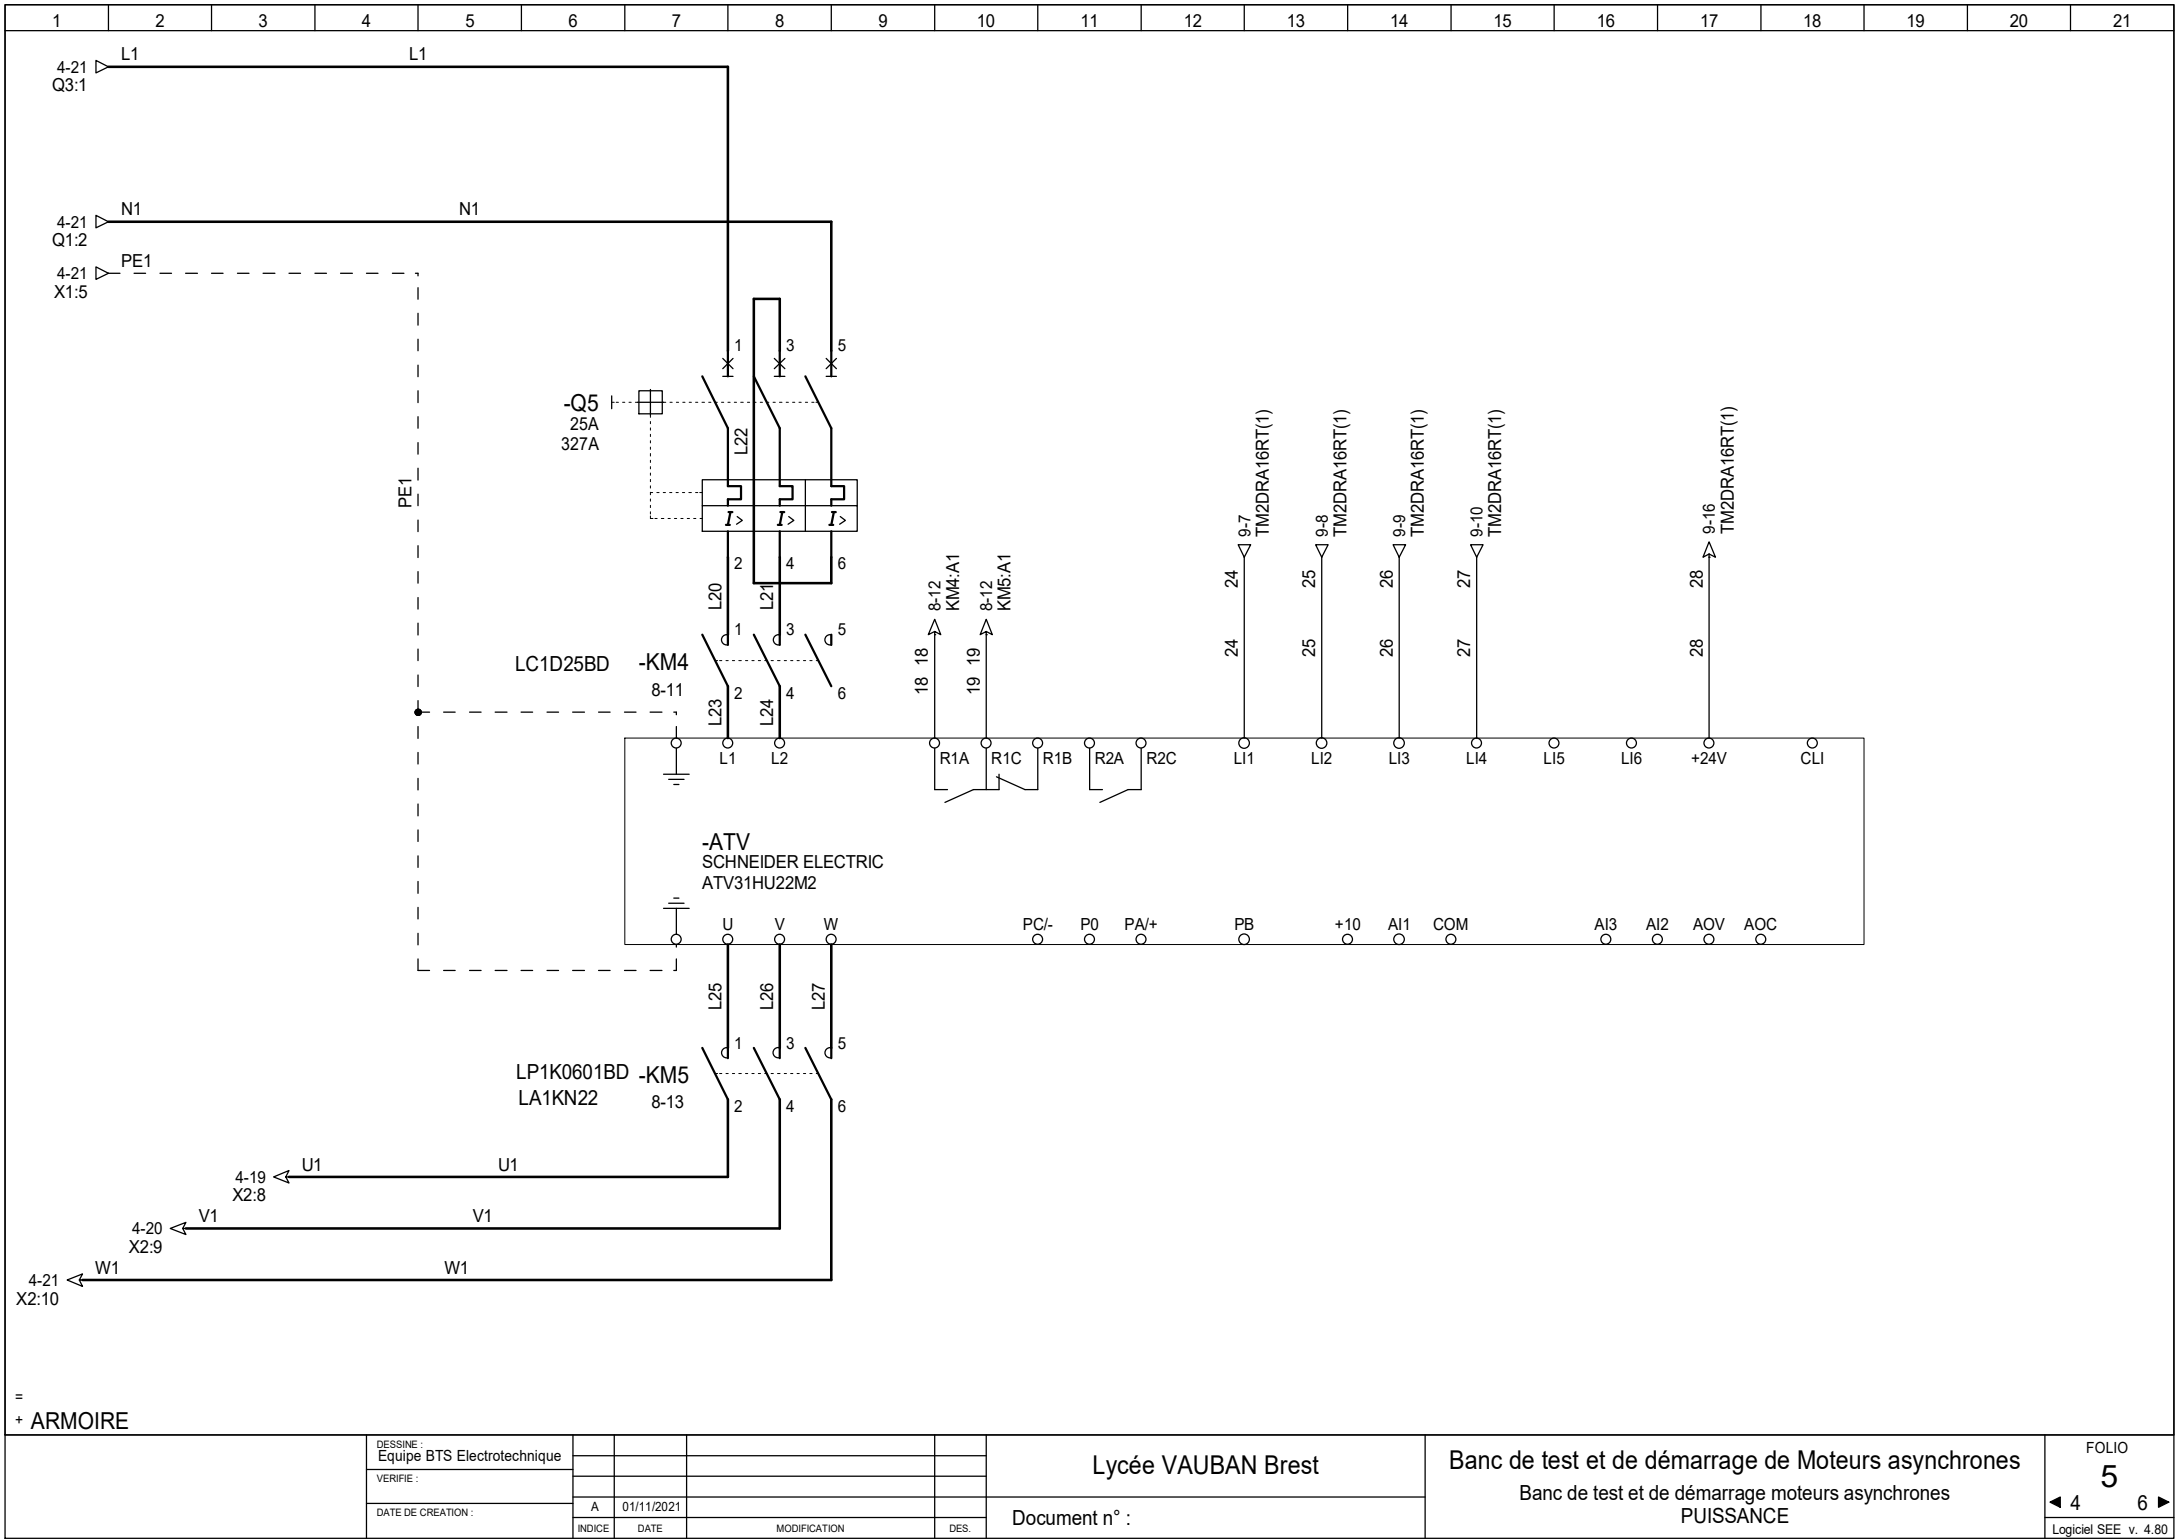 1 2 3 4 5 6 7 8 9 10 11 12 13 14 15 16 17 18 19 20 21
L1 L1
4-21
Q3:1
N1 N1
4-21
Q1:2
PE1
4-21
X1:5
1 3 5
-Q5
25A
327A
L22
PE1
I> I> I>
2 4 6
L20 L21
8-12
KM4:A1
8-12
KM5:A1
9-7
TM2DRA16RT(1)
9-8
TM2DRA16RT(1)
9-9
TM2DRA16RT(1)
9-10
TM2DRA16RT(1)
9-16
TM2DRA16RT(1)
24 25 26 27 28
1 3 5
LC1D25BD -KM4
8-11
2 4 6
18 18 19 19
24 25 26 27 28
L23 L24
L1 L2 R1A R1C R1B R2A R2C LI1 LI2 LI3 LI4 LI5 LI6 +24V CLI
-ATV
SCHNEIDER ELECTRIC
ATV31HU22M2
U V W PC/- P0 PA/+ PB +10 AI1 COM AI3 AI2 AOV AOC
L25 L26 L27
1 3 5
LP1K0601BD -KM5
LA1KN22 8-13
2 4 6
U1 U1
4-19
X2:8
V1 V1
4-20
X2:9
W1 W1
4-21
X2:10
=
+ ARMOIRE
DESSINE :
Equipe BTS Electrotechnique
VERIFIE :
DATE DE CREATION :
A 01/11/2021
INDICE DATE MODIFICATION DES.
Lycée VAUBAN Brest
Document n° :
Banc de test et de démarrage de Moteurs asynchrones
Banc de test et de démarrage moteurs asynchrones
PUISSANCE
FOLIO
5
4 6
Logiciel SEE v. 4.80